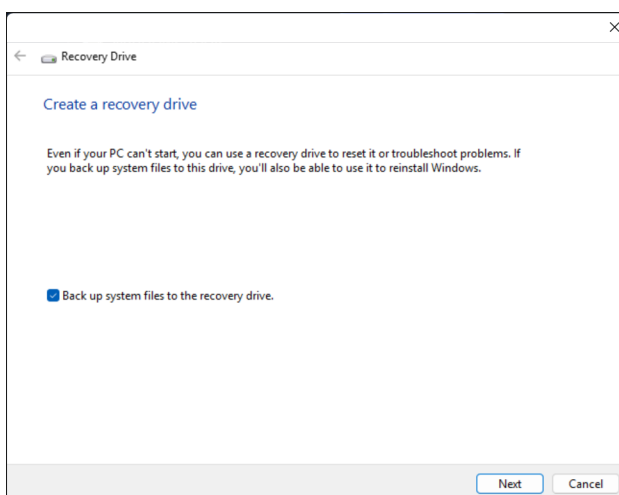 Recovery Drive
Create a recovery drive
Even if your PC can't start, you can use a recovery drive to reset it or troubleshoot problems. If
you back up system files to this drive, you'll also be able to use it to reinstall Windows.
Back up system files to the recovery drive.
Next Cancel